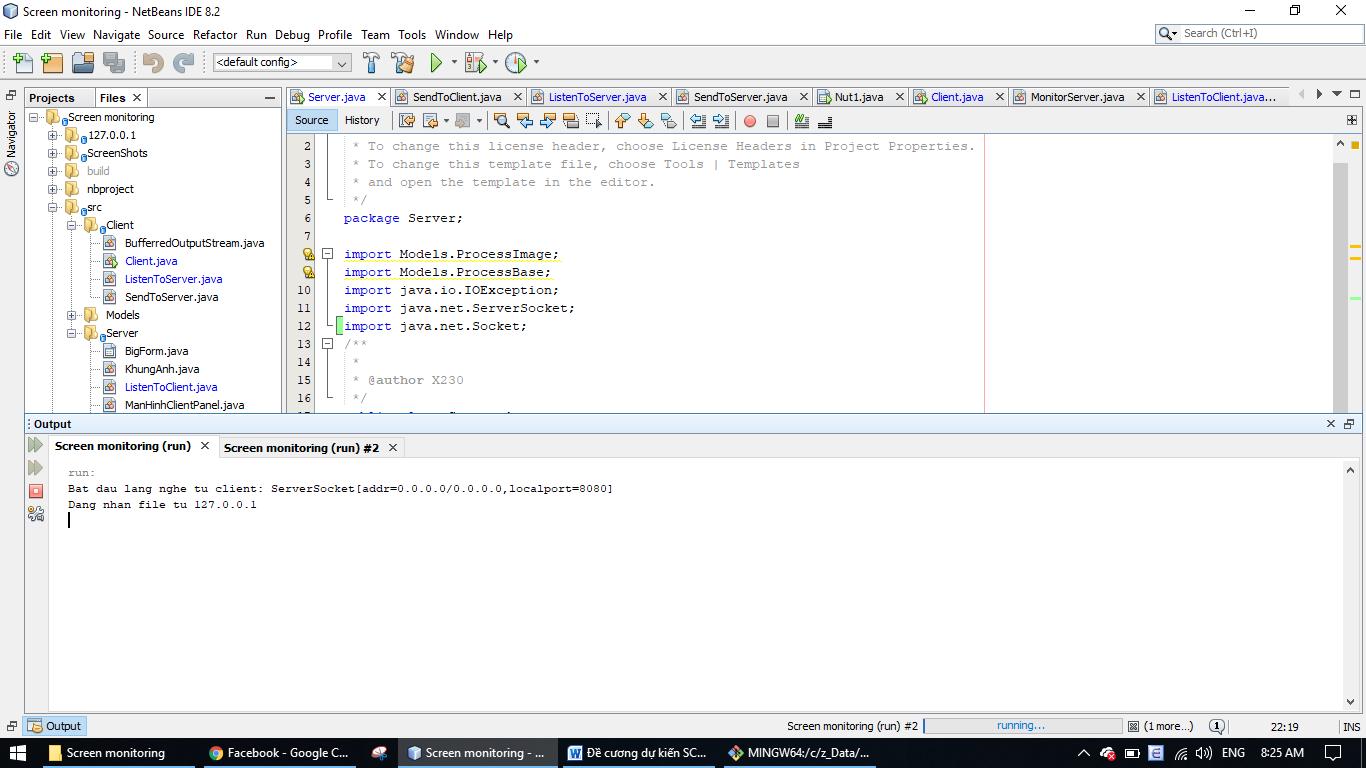 Screen monitoring - NetBeans IDE 8.2
File Edit View Navigate Source Refactor Run Debug Profile Team Tools Window Help
Search (Ctrl+I)
<default config>
Navigator
Projects Files
Screen monitoring
127.0.0.1
ScreenShots
build
nbproject
src
Client
BufferredOutputStream.java
Client.java
ListenToServer.java
SendToServer.java
Models
Server
BigForm.java
KhungAnh.java
ListenToClient.java
ManHinhClientPanel.java
Server.java SendToClient.java ListenToServer.java SendToServer.java Nut1.java Client.java MonitorServer.java ListenToClient.java...
Source History
2 * To change this license header, choose License Headers in Project Properties.
3 * To change this template file, choose Tools | Templates
4 * and open the template in the editor.
5 */
6 package Server;
7
import Models.ProcessImage;
import Models.ProcessBase;
10 import java.io.IOException;
11 import java.net.ServerSocket;
12 import java.net.Socket;
13 /**
14 *
15 * @author X230
16 */
Output
Screen monitoring (run) Screen monitoring (run) #2
run:
Bat dau lang nghe tu client: ServerSocket[addr=0.0.0.0/0.0.0.0,localport=8080]
Dang nhan file tu 127.0.0.1
Output
Screen monitoring (run) #2 running... (1 more...) 1 22:19 INS
Screen monitoring
Facebook - Google C...
Screen monitoring - ...
Đề cương dự kiến SC...
MINGW64:/c/z_Data/...
ENG 8:25 AM